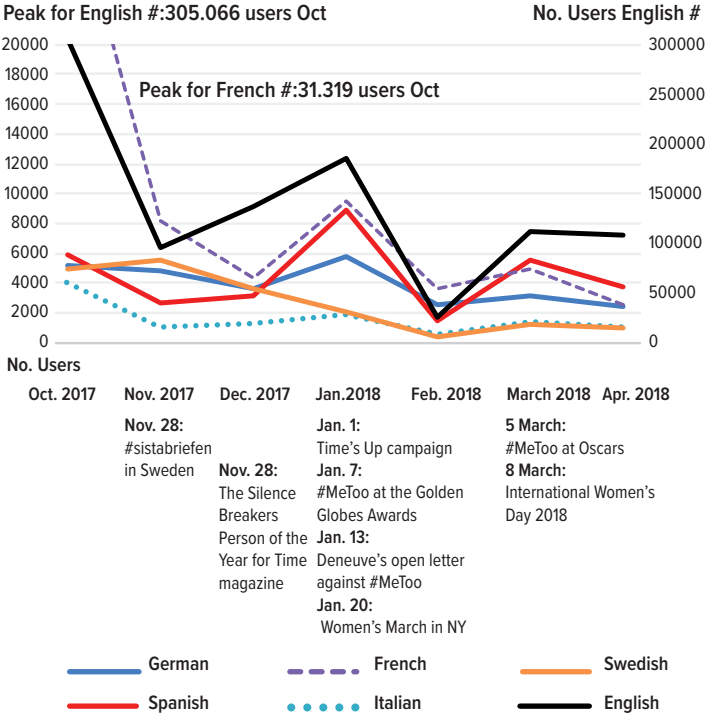 Peak for English #:305.066 users Oct
No. Users English #
20000
18000
16000
14000
12000
10000
8000
6000
4000
2000
0
Peak for French #:31.319 users Oct
300000
250000
200000
150000
100000
50000
0
No. Users
Oct. 2017 Nov. 2017 Dec. 2017 Jan.2018 Feb. 2018 March 2018 Apr. 2018
Nov. 28:
#sistabriefen
in Sweden
Nov. 28:
The Silence
Breakers
Person of the
Year for Time
magazine
Jan. 1:
Time's Up campaign
Jan. 7:
#MeToo at the Golden
Globes Awards
Jan. 13:
Deneuve's open letter
against #MeToo
Jan. 20:
Women's March in NY
5 March:
#MeToo at Oscars
8 March:
International Women's
Day 2018
German French Swedish
Spanish Italian English